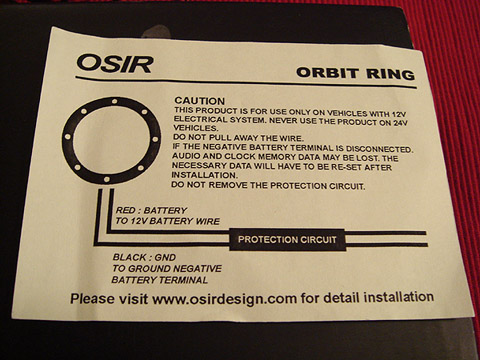 OSIR
ORBIT RING
CAUTION
THIS PRODUCT IS FOR USE ONLY ON VEHICLES WITH 12V
ELECTRICAL SYSTEM. NEVER USE THE PRODUCT ON 24V
VEHICLES.
DO NOT PULL AWAY THE WIRE.
IF THE NEGATIVE BATTERY TERMINAL IS DISCONNECTED.
AUDIO AND CLOCK MEMORY DATA MAY BE LOST. THE
NECESSARY DATA WILL HAVE TO BE RE-SET AFTER
INSTALLATION.
DO NOT REMOVE THE PROTECTION CIRCUIT.
RED : BATTERY
TO 12V BATTERY WIRE
PROTECTION CIRCUIT
BLACK : GND
TO GROUND NEGATIVE
BATTERY TERMINAL
Please visit www.osirdesign.com for detail installation